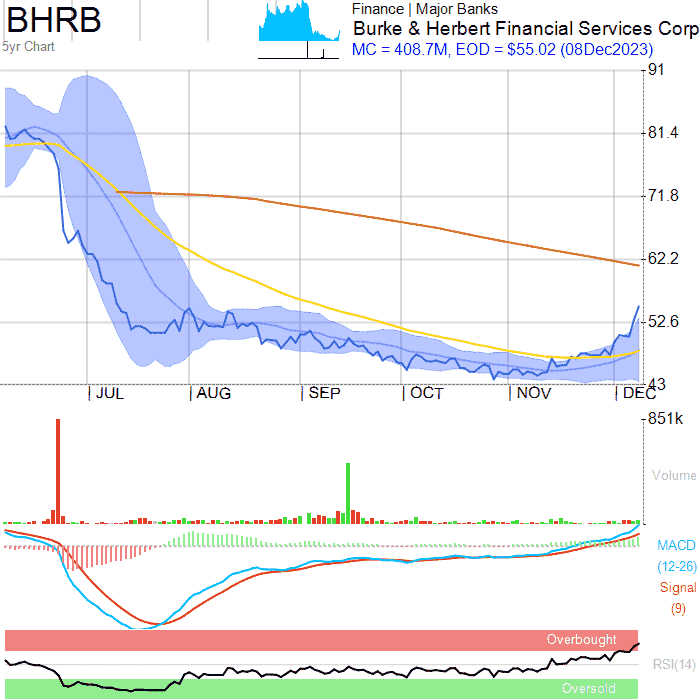 BHRB
5yr Chart
Finance | Major Banks
Burke & Herbert Financial Services Corp
MC = 408.7M, EOD = $55.02 (08Dec2023)
91
81.4
71.8
62.2
52.6
43
JUL AUG SEP OCT NOV DEC
851k
Volume
MACD
(12-26)
Signal
(9)
Overbought
RSI(14)
Oversold